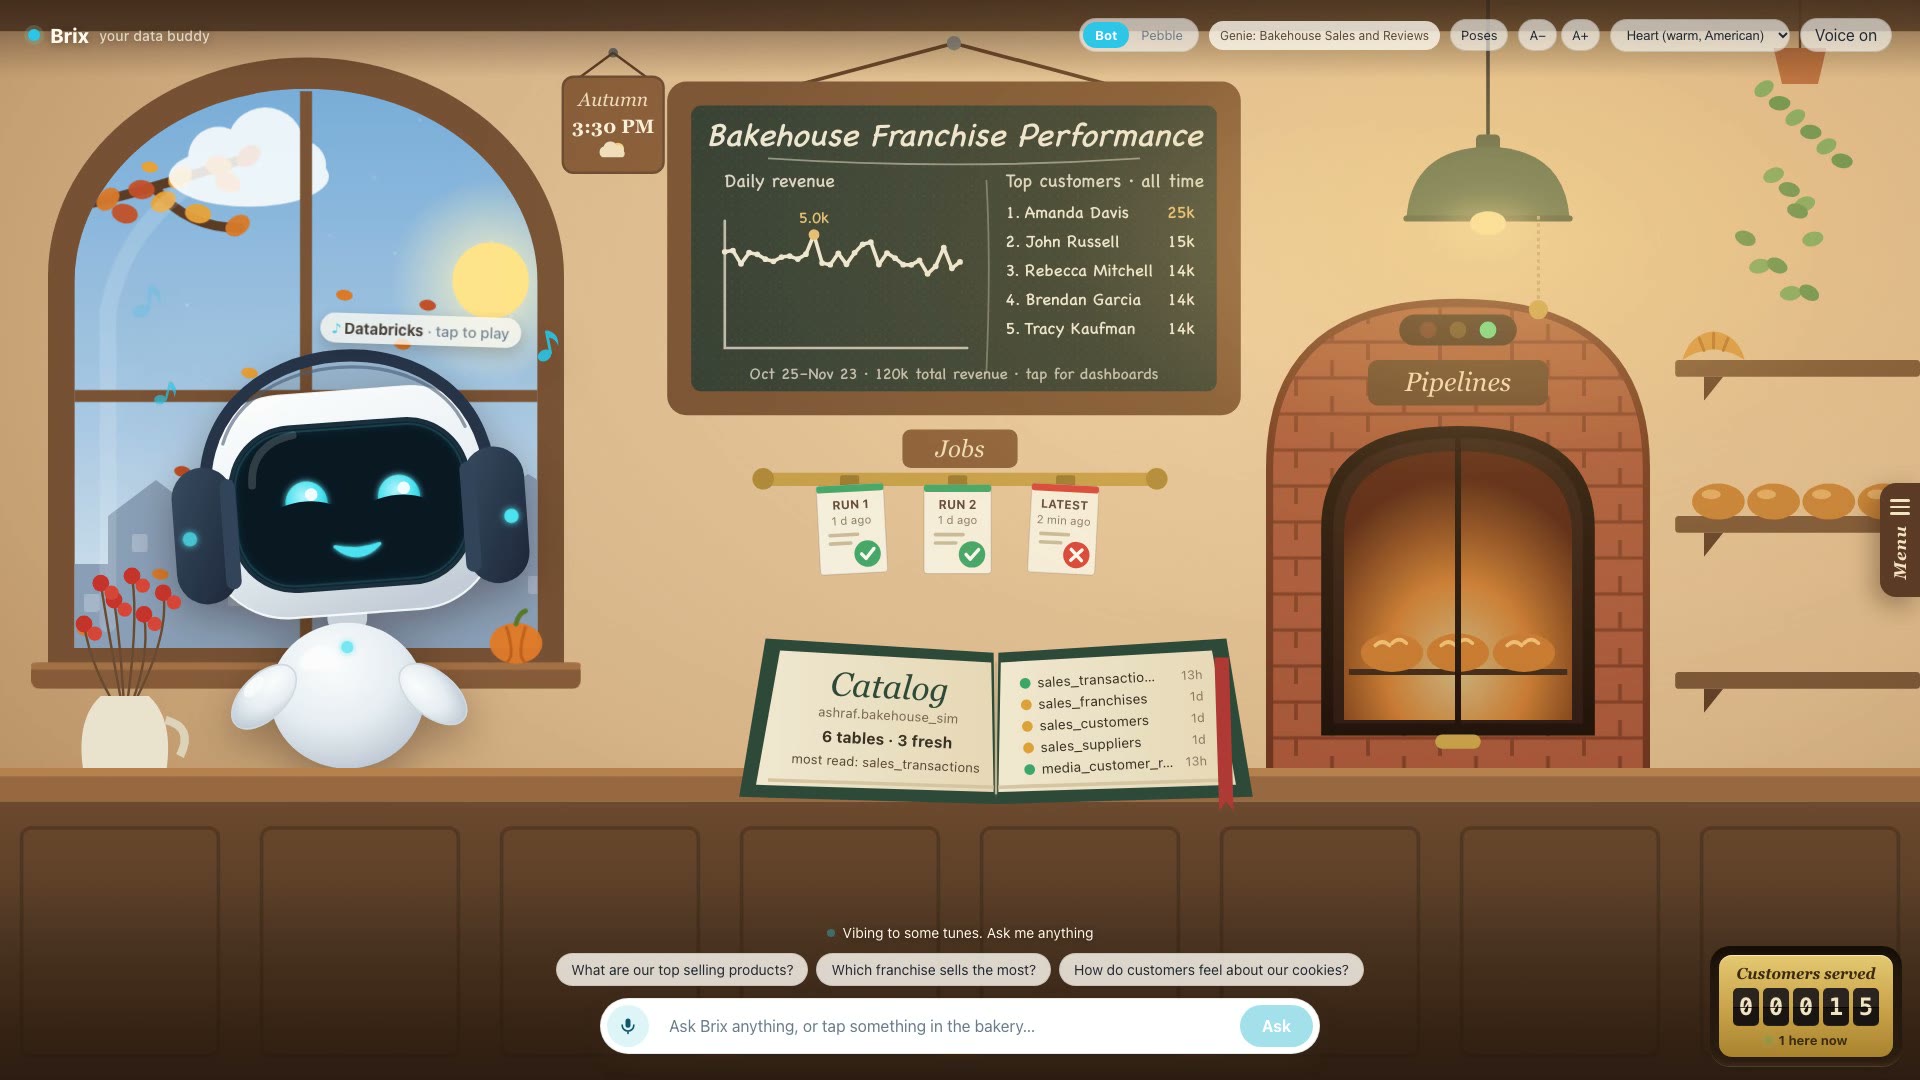 Brix your data buddy
Bot Pebble
Genie: Bakehouse Sales and Reviews
Poses
A− A+
Heart (warm, American)
Voice on
Autumn
3:30 PM
Bakehouse Franchise Performance
Daily revenue
5.0k
Top customers · all time
1. Amanda Davis 25k
2. John Russell 15k
3. Rebecca Mitchell 14k
4. Brendan Garcia 14k
5. Tracy Kaufman 14k
Oct 25–Nov 23 · 120k total revenue · tap for dashboards
♪ Databricks · tap to play
Pipelines
Jobs
RUN 1
1 d ago
RUN 2
1 d ago
LATEST
2 min ago
Menu
Catalog
ashraf.bakehouse_sim
6 tables · 3 fresh
most read: sales_transactions
sales_transactio... 13h
sales_franchises 1d
sales_customers 1d
sales_suppliers 1d
media_customer_r... 13h
Vibing to some tunes. Ask me anything
What are our top selling products?
Which franchise sells the most?
How do customers feel about our cookies?
Ask Brix anything, or tap something in the bakery...
Ask
Customers served
0 0 0 1 5
1 here now